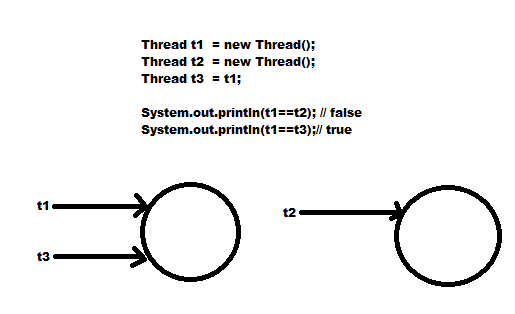 Thread t1 = new Thread();
Thread t2 = new Thread();
Thread t3 = t1;
System.out.println(t1==t2); // false
System.out.println(t1==t3);// true
t1
t2
t3